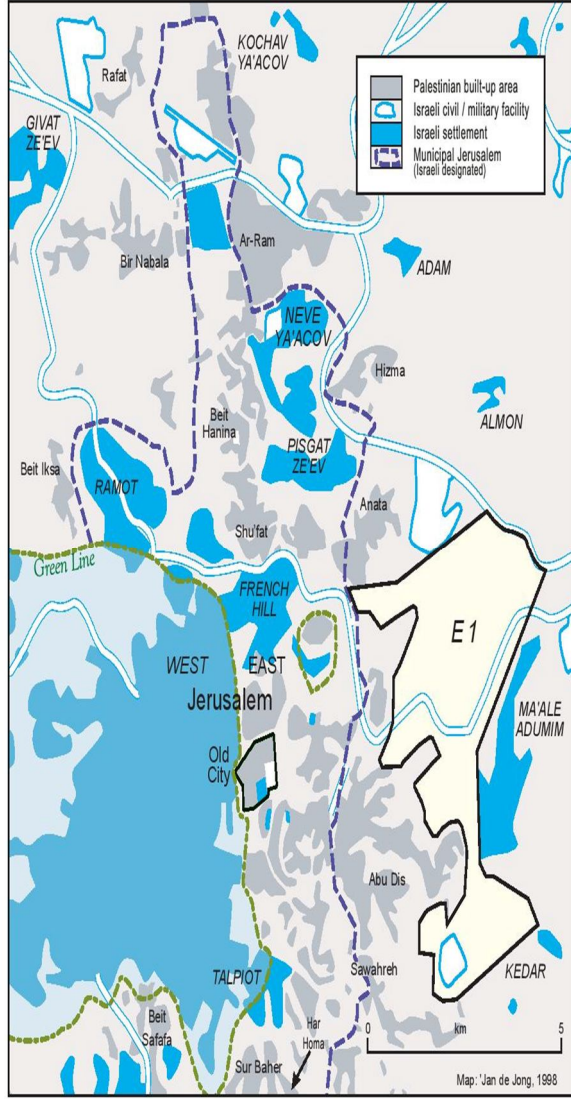 KOCHAV
YA'ACOV
Rafat
Palestinian built-up area
Israeli civil / military facility
Israeli settlement
Municipal Jerusalem
(Israeli designated)
GIVAT
ZE'EV
Bir Nabala
Ar-Ram
ADAM
NEVE
YA'ACOV
Hizma
ALMON
Beit
Hanina
PISGAT
ZE'EV
Beit Iksa
RAMOT
Anata
Shu'fat
Green Line
FRENCH
HILL
E1
WEST
EAST
Jerusalem
MA'ALE
ADUMIM
Old
City
Abu Dis
TALPIOT
Sawahreh
KEDAR
Beit
Safafa
Har
Homa
0
km
5
Sur Baher
Map: 'Jan de Jong, 1998